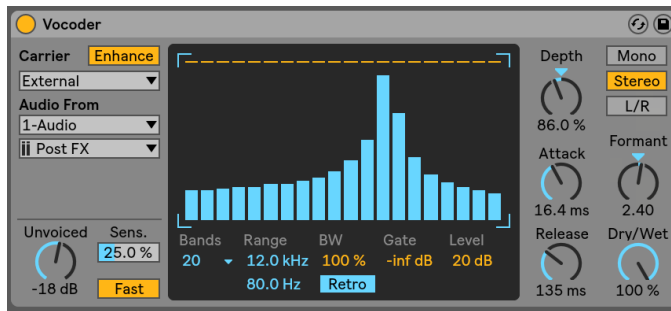 Vocoder
Carrier
Enhance
External
Audio From
1-Audio
Post FX
Unvoiced
Sens.
25.0 %
-18 dB
Fast
Bands
Range
BW
Gate
Level
20
12.0 kHz
100 %
-inf dB
20 dB
80.0 Hz
Retro
Depth
86.0 %
Mono
Stereo
L/R
Attack
16.4 ms
Formant
2.40
Release
135 ms
Dry/Wet
100 %